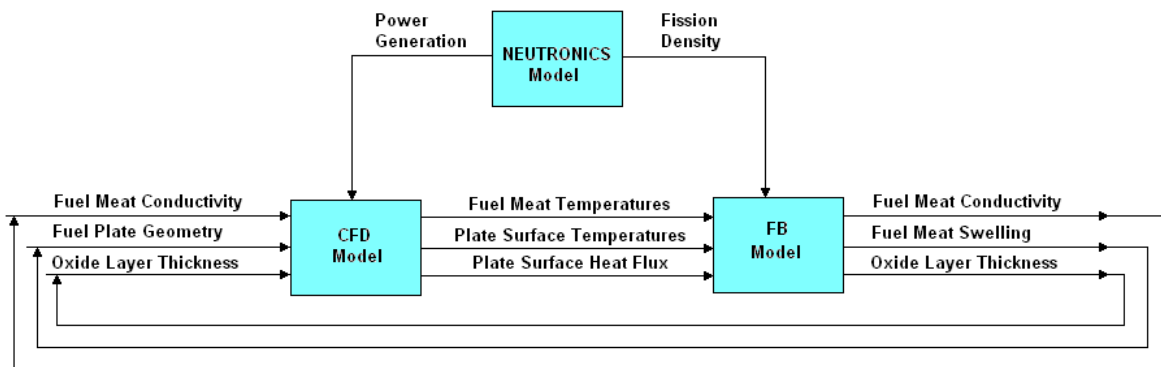 Power
Generation
NEUTRONICS
Model
Fission
Density
Fuel Meat Conductivity
Fuel Plate Geometry
Oxide Layer Thickness
CFD
Model
Fuel Meat Temperatures
Plate Surface Temperatures
Plate Surface Heat Flux
FB
Model
Fuel Meat Conductivity
Fuel Meat Swelling
Oxide Layer Thickness